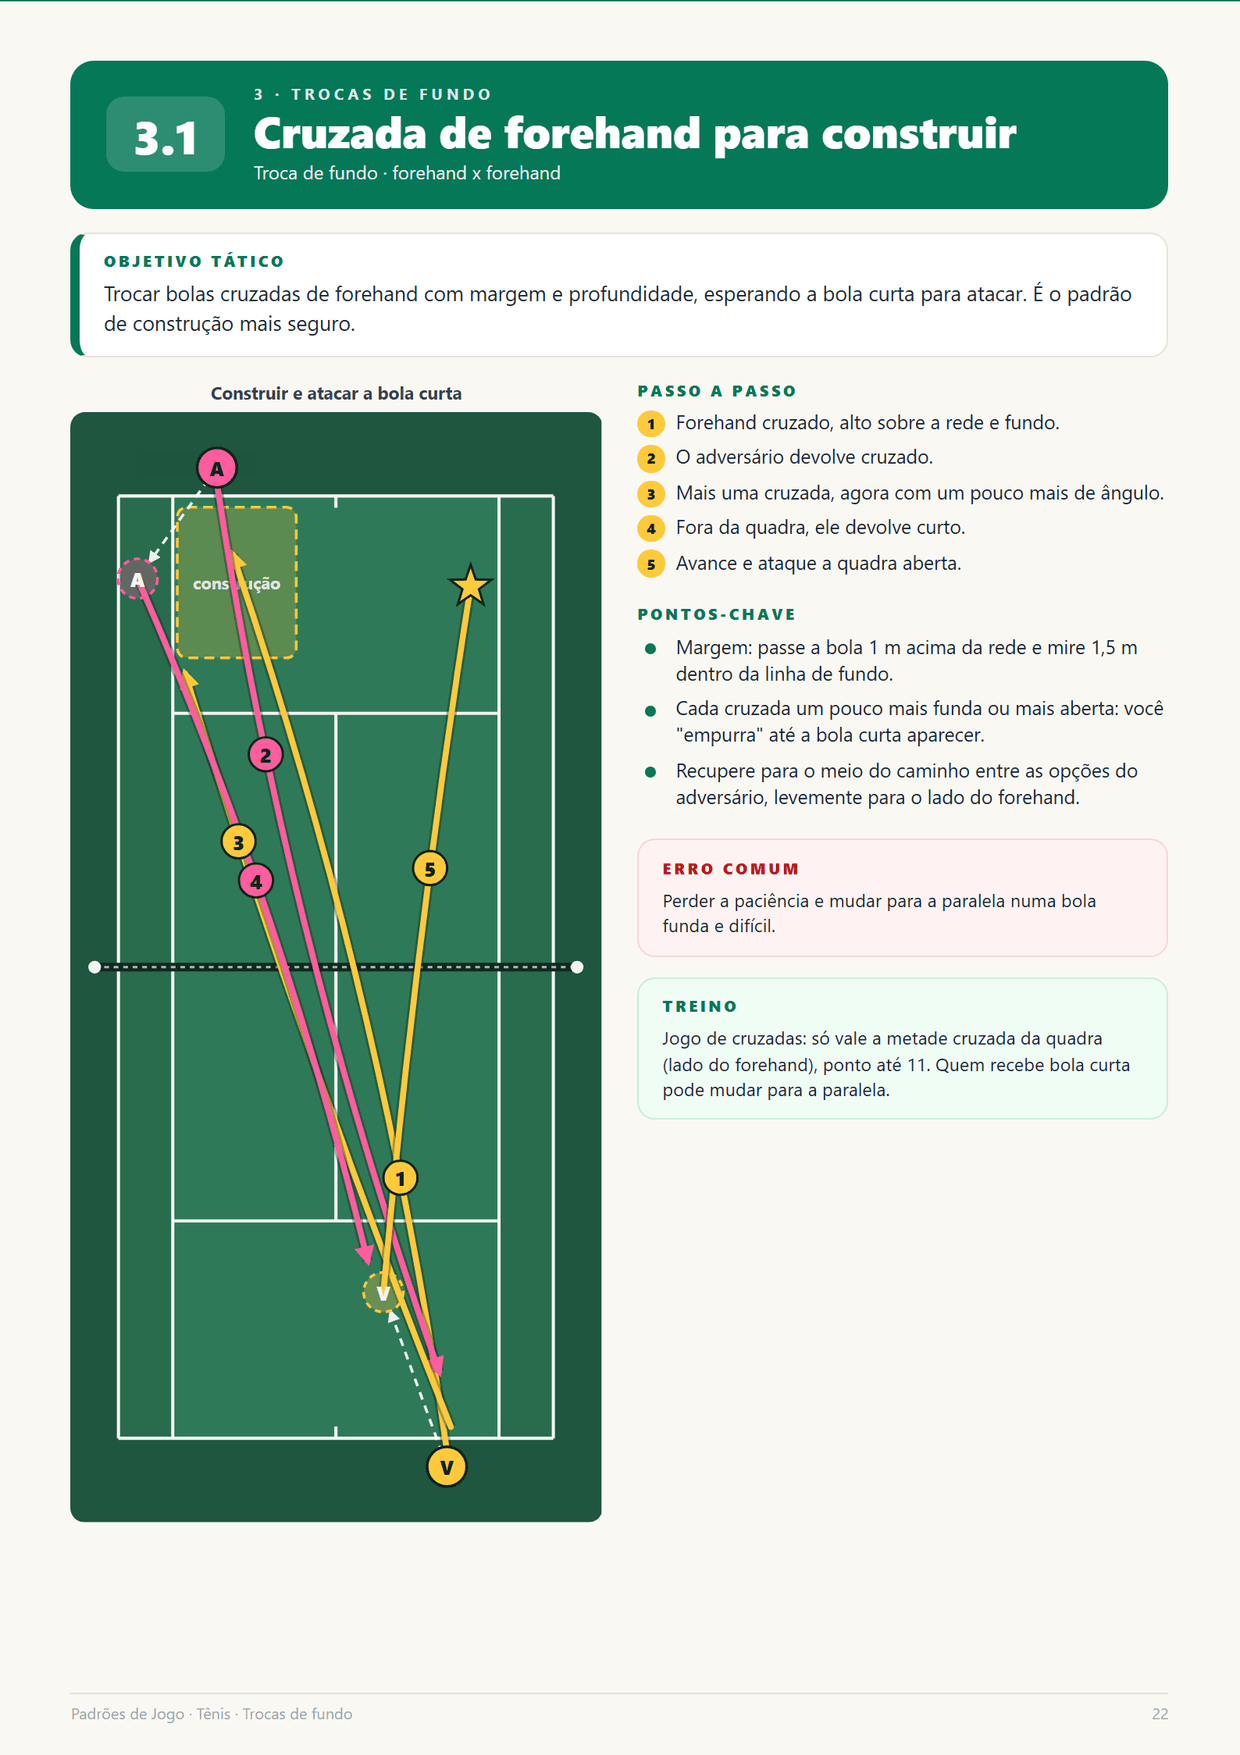 3 · TROCAS DE FUNDO
3.1
Cruzada de forehand para construir
Troca de fundo · forehand x forehand
OBJETIVO TÁTICO
Trocar bolas cruzadas de forehand com margem e profundidade, esperando a bola curta para atacar. É o padrão
de construção mais seguro.
Construir e atacar a bola curta
A
A
construção
2
3
4
5
1
V
V
PASSO A PASSO
1 Forehand cruzado, alto sobre a rede e fundo.
2 O adversário devolve cruzado.
3 Mais uma cruzada, agora com um pouco mais de ângulo.
4 Fora da quadra, ele devolve curto.
5 Avance e ataque a quadra aberta.
PONTOS-CHAVE
Margem: passe a bola 1 m acima da rede e mire 1,5 m
dentro da linha de fundo.
Cada cruzada um pouco mais funda ou mais aberta: você
"empurra" até a bola curta aparecer.
Recupere para o meio do caminho entre as opções do
adversário, levemente para o lado do forehand.
ERRO COMUM
Perder a paciência e mudar para a paralela numa bola
funda e difícil.
TREINO
Jogo de cruzadas: só vale a metade cruzada da quadra
(lado do forehand), ponto até 11. Quem recebe bola curta
pode mudar para a paralela.
Padrões de Jogo · Tênis · Trocas de fundo
22